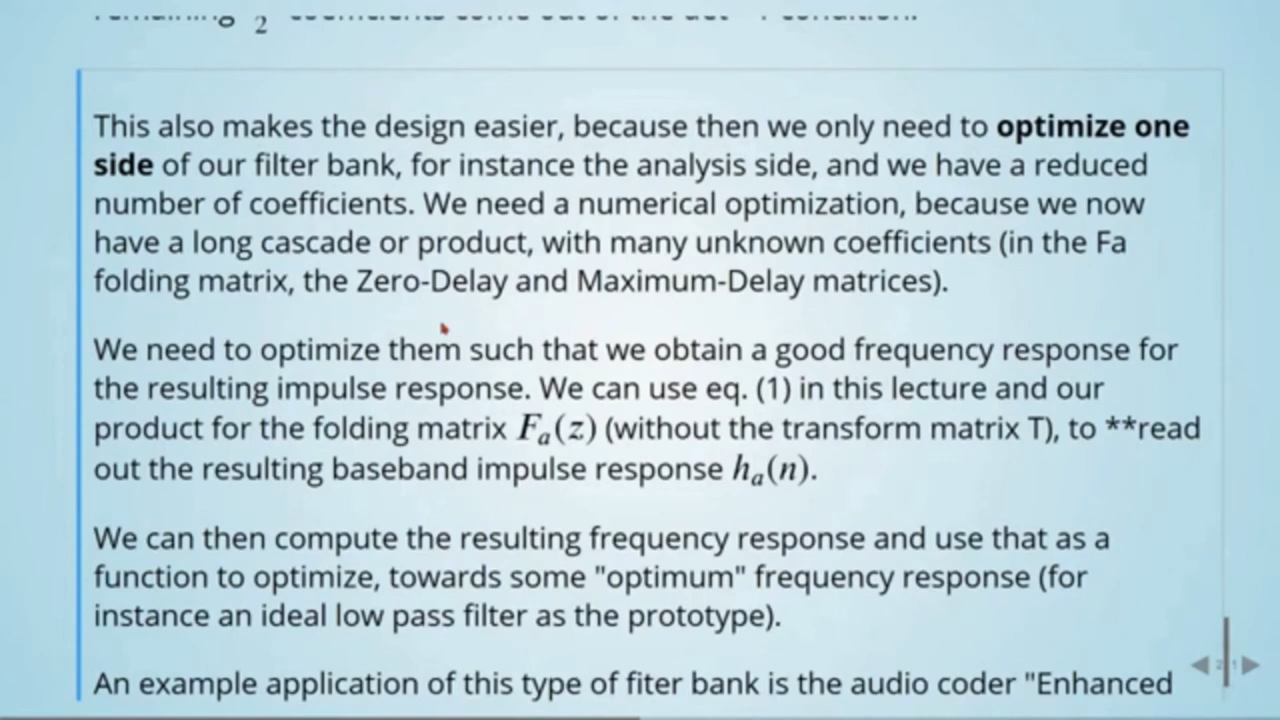 2
This also makes the design easier, because then we only need to optimize one
side of our filter bank, for instance the analysis side, and we have a reduced
number of coefficients. We need a numerical optimization, because we now
have a long cascade or product, with many unknown coefficients (in the Fa
folding matrix, the Zero-Delay and Maximum-Delay matrices).
We need to optimize them such that we obtain a good frequency response for
the resulting impulse response. We can use eq. (1) in this lecture and our
product for the folding matrix Fₐ(z) (without the transform matrix T), to **read
out the resulting baseband impulse response hₐ(n).
We can then compute the resulting frequency response and use that as a
function to optimize, towards some "optimum" frequency response (for
instance an ideal low pass filter as the prototype).
An example application of this type of fiter bank is the audio coder "Enhanced